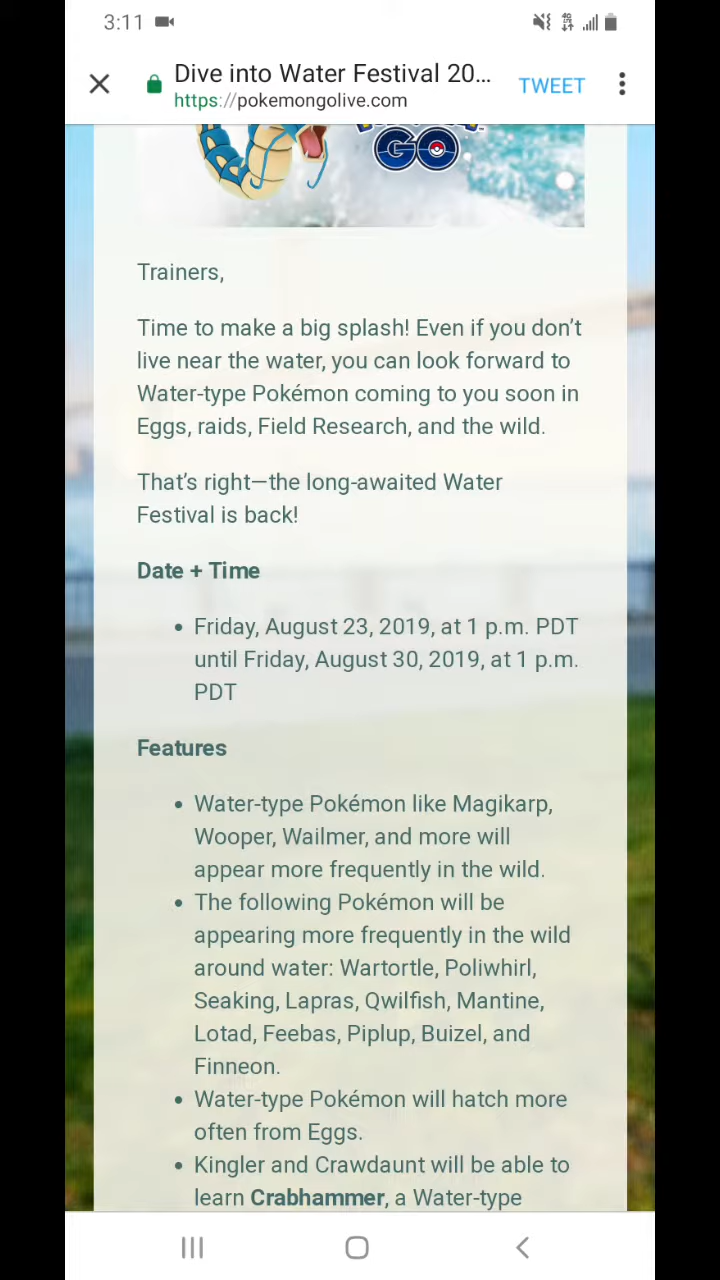 3:11
Dive into Water Festival 20...
https://pokemongolive.com
TWEET
GO
Trainers,
Time to make a big splash! Even if you don’t
live near the water, you can look forward to
Water-type Pokémon coming to you soon in
Eggs, raids, Field Research, and the wild.
That’s right—the long-awaited Water
Festival is back!
Date + Time
• Friday, August 23, 2019, at 1 p.m. PDT
until Friday, August 30, 2019, at 1 p.m.
PDT
Features
• Water-type Pokémon like Magikarp,
Wooper, Wailmer, and more will
appear more frequently in the wild.
• The following Pokémon will be
appearing more frequently in the wild
around water: Wartortle, Poliwhirl,
Seaking, Lapras, Qwilfish, Mantine,
Lotad, Feebas, Piplup, Buizel, and
Finneon.
• Water-type Pokémon will hatch more
often from Eggs.
• Kingler and Crawdaunt will be able to
learn Crabhammer, a Water-type